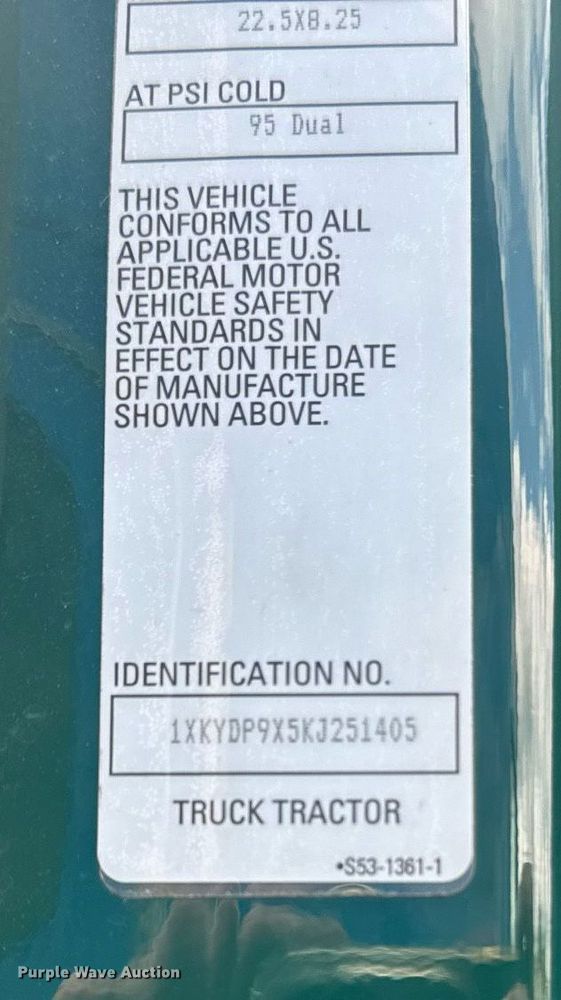 22.5X8.25
AT PSI COLD
95 Dual
THIS VEHICLE
CONFORMS TO ALL
APPLICABLE U.S.
FEDERAL MOTOR
VEHICLE SAFETY
STANDARDS IN
EFFECT ON THE DATE
OF MANUFACTURE
SHOWN ABOVE.
IDENTIFICATION NO.
1XKYDP9X5KJ251405
TRUCK TRACTOR
•S53-1361-1
Purple Wave Auction